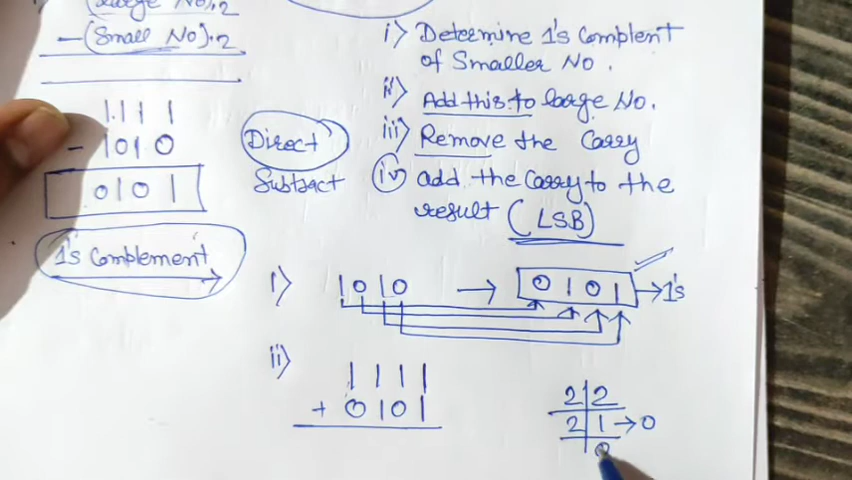 (large No).2
—(Small No).2
1111
- 1010
0101
1's Complement
Direct
Subtract
i) Determine 1's Complent
of Smaller No.
ii) Add this to large No.
iii) Remove the Carry
iv) add the Carry to the
result (LSB)
i) 1010 → 0101 → 1's
ii)
1111
+ 0101
2 2
2 1 → 0
0